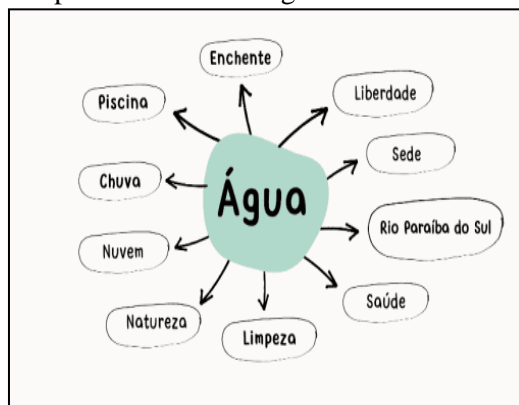 Enchente
Piscina
Liberdade
Chuva
Água
Sede
Nuvem
Rio Paraíba do Sul
Natureza
Limpeza
Saúde